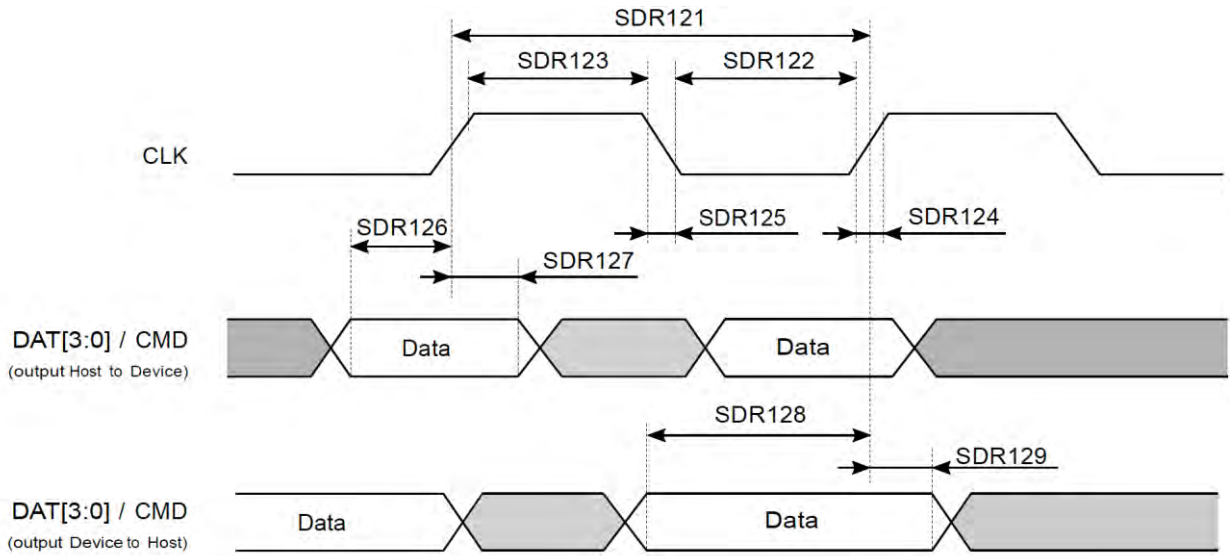 SDR121
SDR123
SDR122
CLK
SDR126
SDR125
SDR124
SDR127
DAT[3:0] / CMD
(output Host to Device)
Data
Data
SDR128
SDR129
DAT[3:0] / CMD
(output Device to Host)
Data
Data